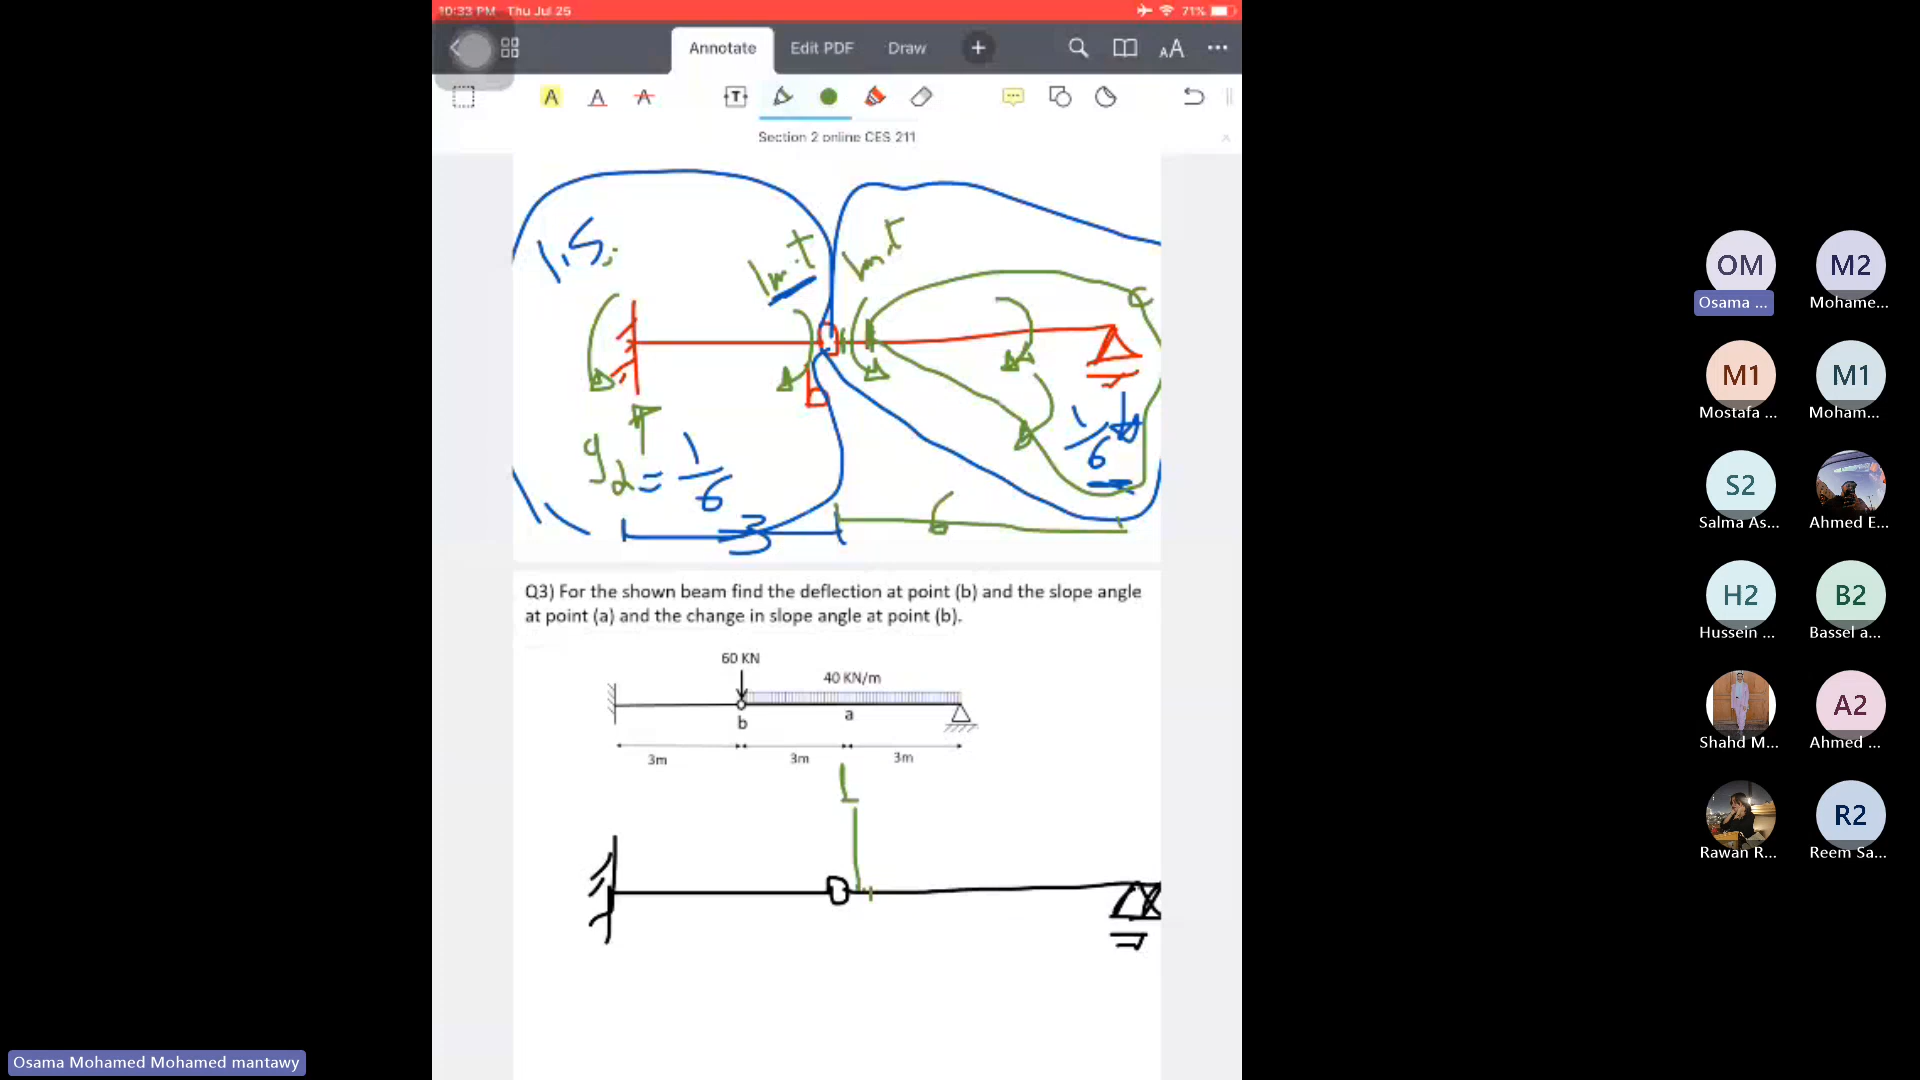 10:33 PM Thu Jul 25
71%
Annotate
Edit PDF
Draw
Section 2 online CES 211
I.S.
1 m.t
1 m.t
b
1/6
= 1/6
3
6
Q3) For the shown beam find the deflection at point (b) and the slope angle
at point (a) and the change in slope angle at point (b).
60 KN
40 KN/m
b
a
3m
3m
3m
OM
Osama ...
M2
Mohame...
M1
Mostafa ...
M1
Moham...
S2
Salma As...
Ahmed E...
H2
Hussein ...
B2
Bassel a...
Shahd M...
A2
Ahmed ...
Rawan R...
R2
Reem Sa...
Osama Mohamed Mohamed mantawy